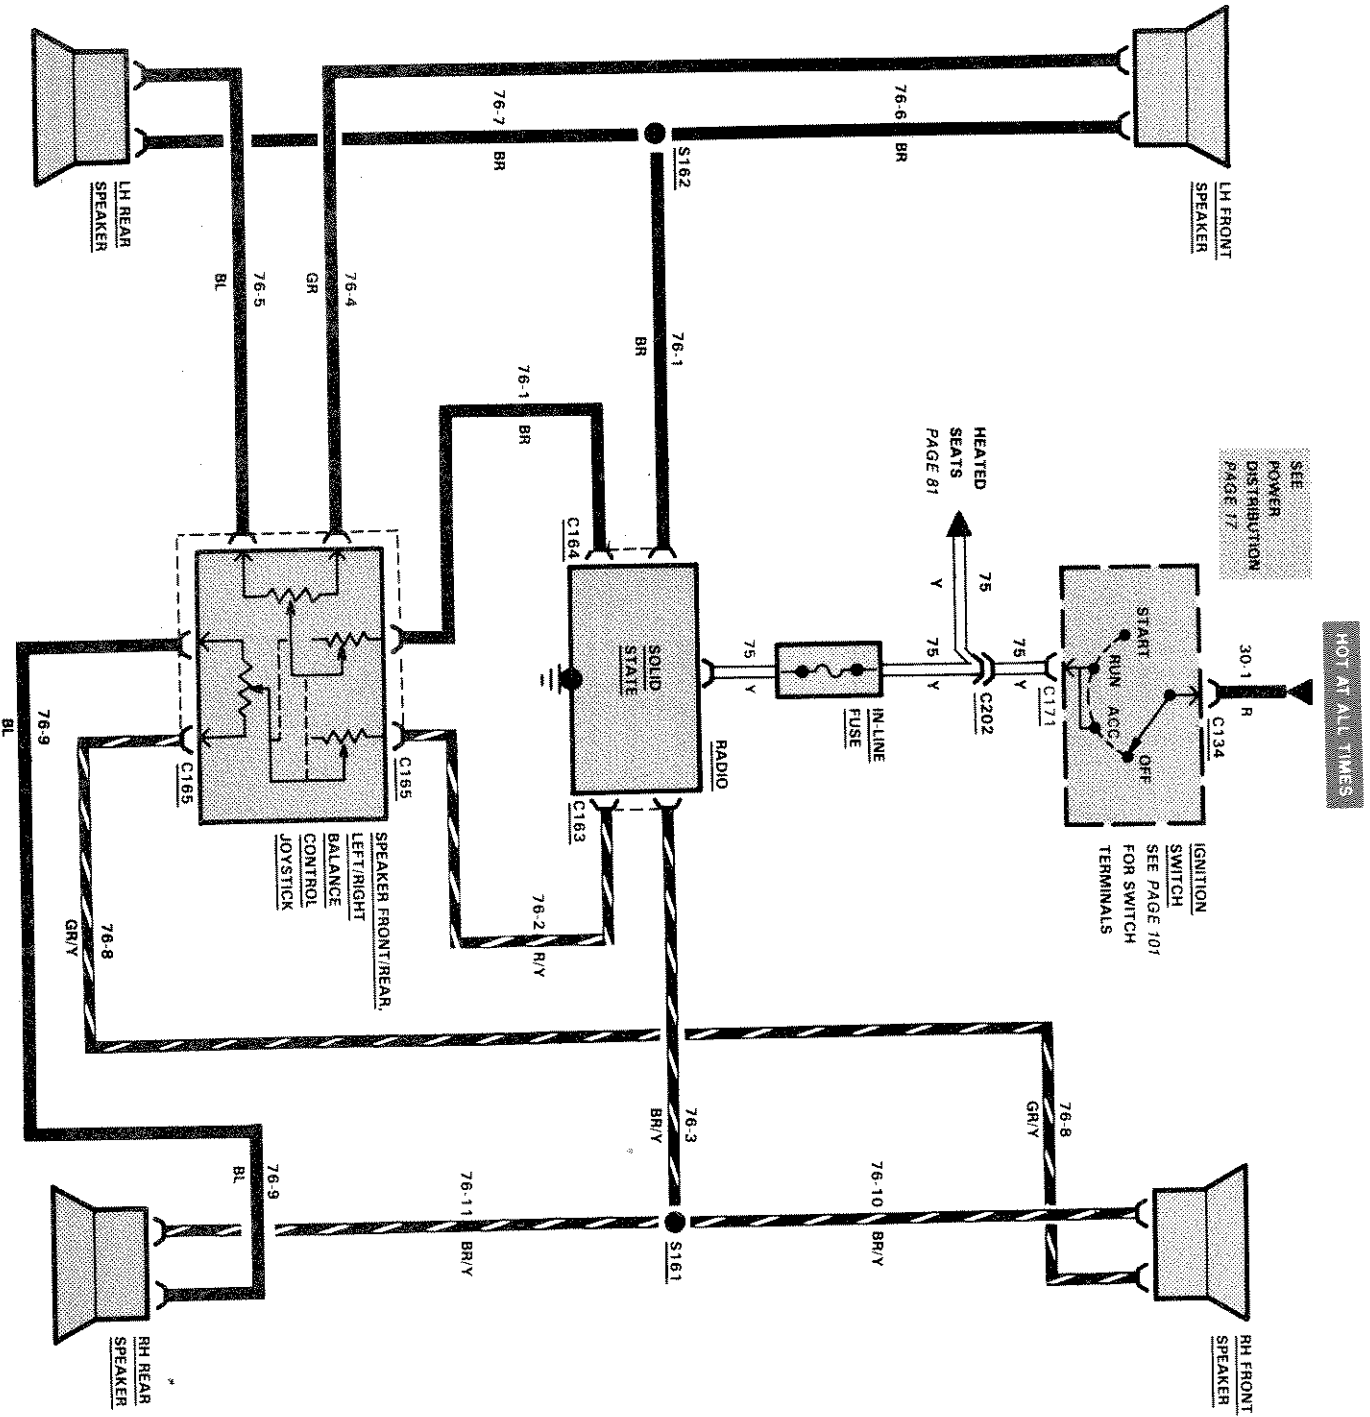 HOT AT ALL TIMES
SEE
POWER
DISTRIBUTION
PAGE 17
30-1
R
C134
START
RUN
ACC
OFF
IGNITION
SWITCH
SEE PAGE 101
FOR SWITCH
TERMINALS
C171
75
Y
C202
HEATED
SEATS
PAGE 81
75
Y
75
Y
IN-LINE
FUSE
75
Y
RADIO
SOLID
STATE
C164
C163
LH FRONT
SPEAKER
76-6
BR
S162
76-7
BR
LH REAR
SPEAKER
76-1
BR
76-1
BR
76-4
GR
76-5
BL
C165
C165
SPEAKER FRONT/REAR,
LEFT/RIGHT
BALANCE
CONTROL
JOYSTICK
76-2
R/Y
76-3
BR/Y
76-8
GR/Y
76-8
GR/Y
76-9
BL
76-9
BL
RH FRONT
SPEAKER
76-10
BR/Y
S161
76-11
BR/Y
RH REAR
SPEAKER